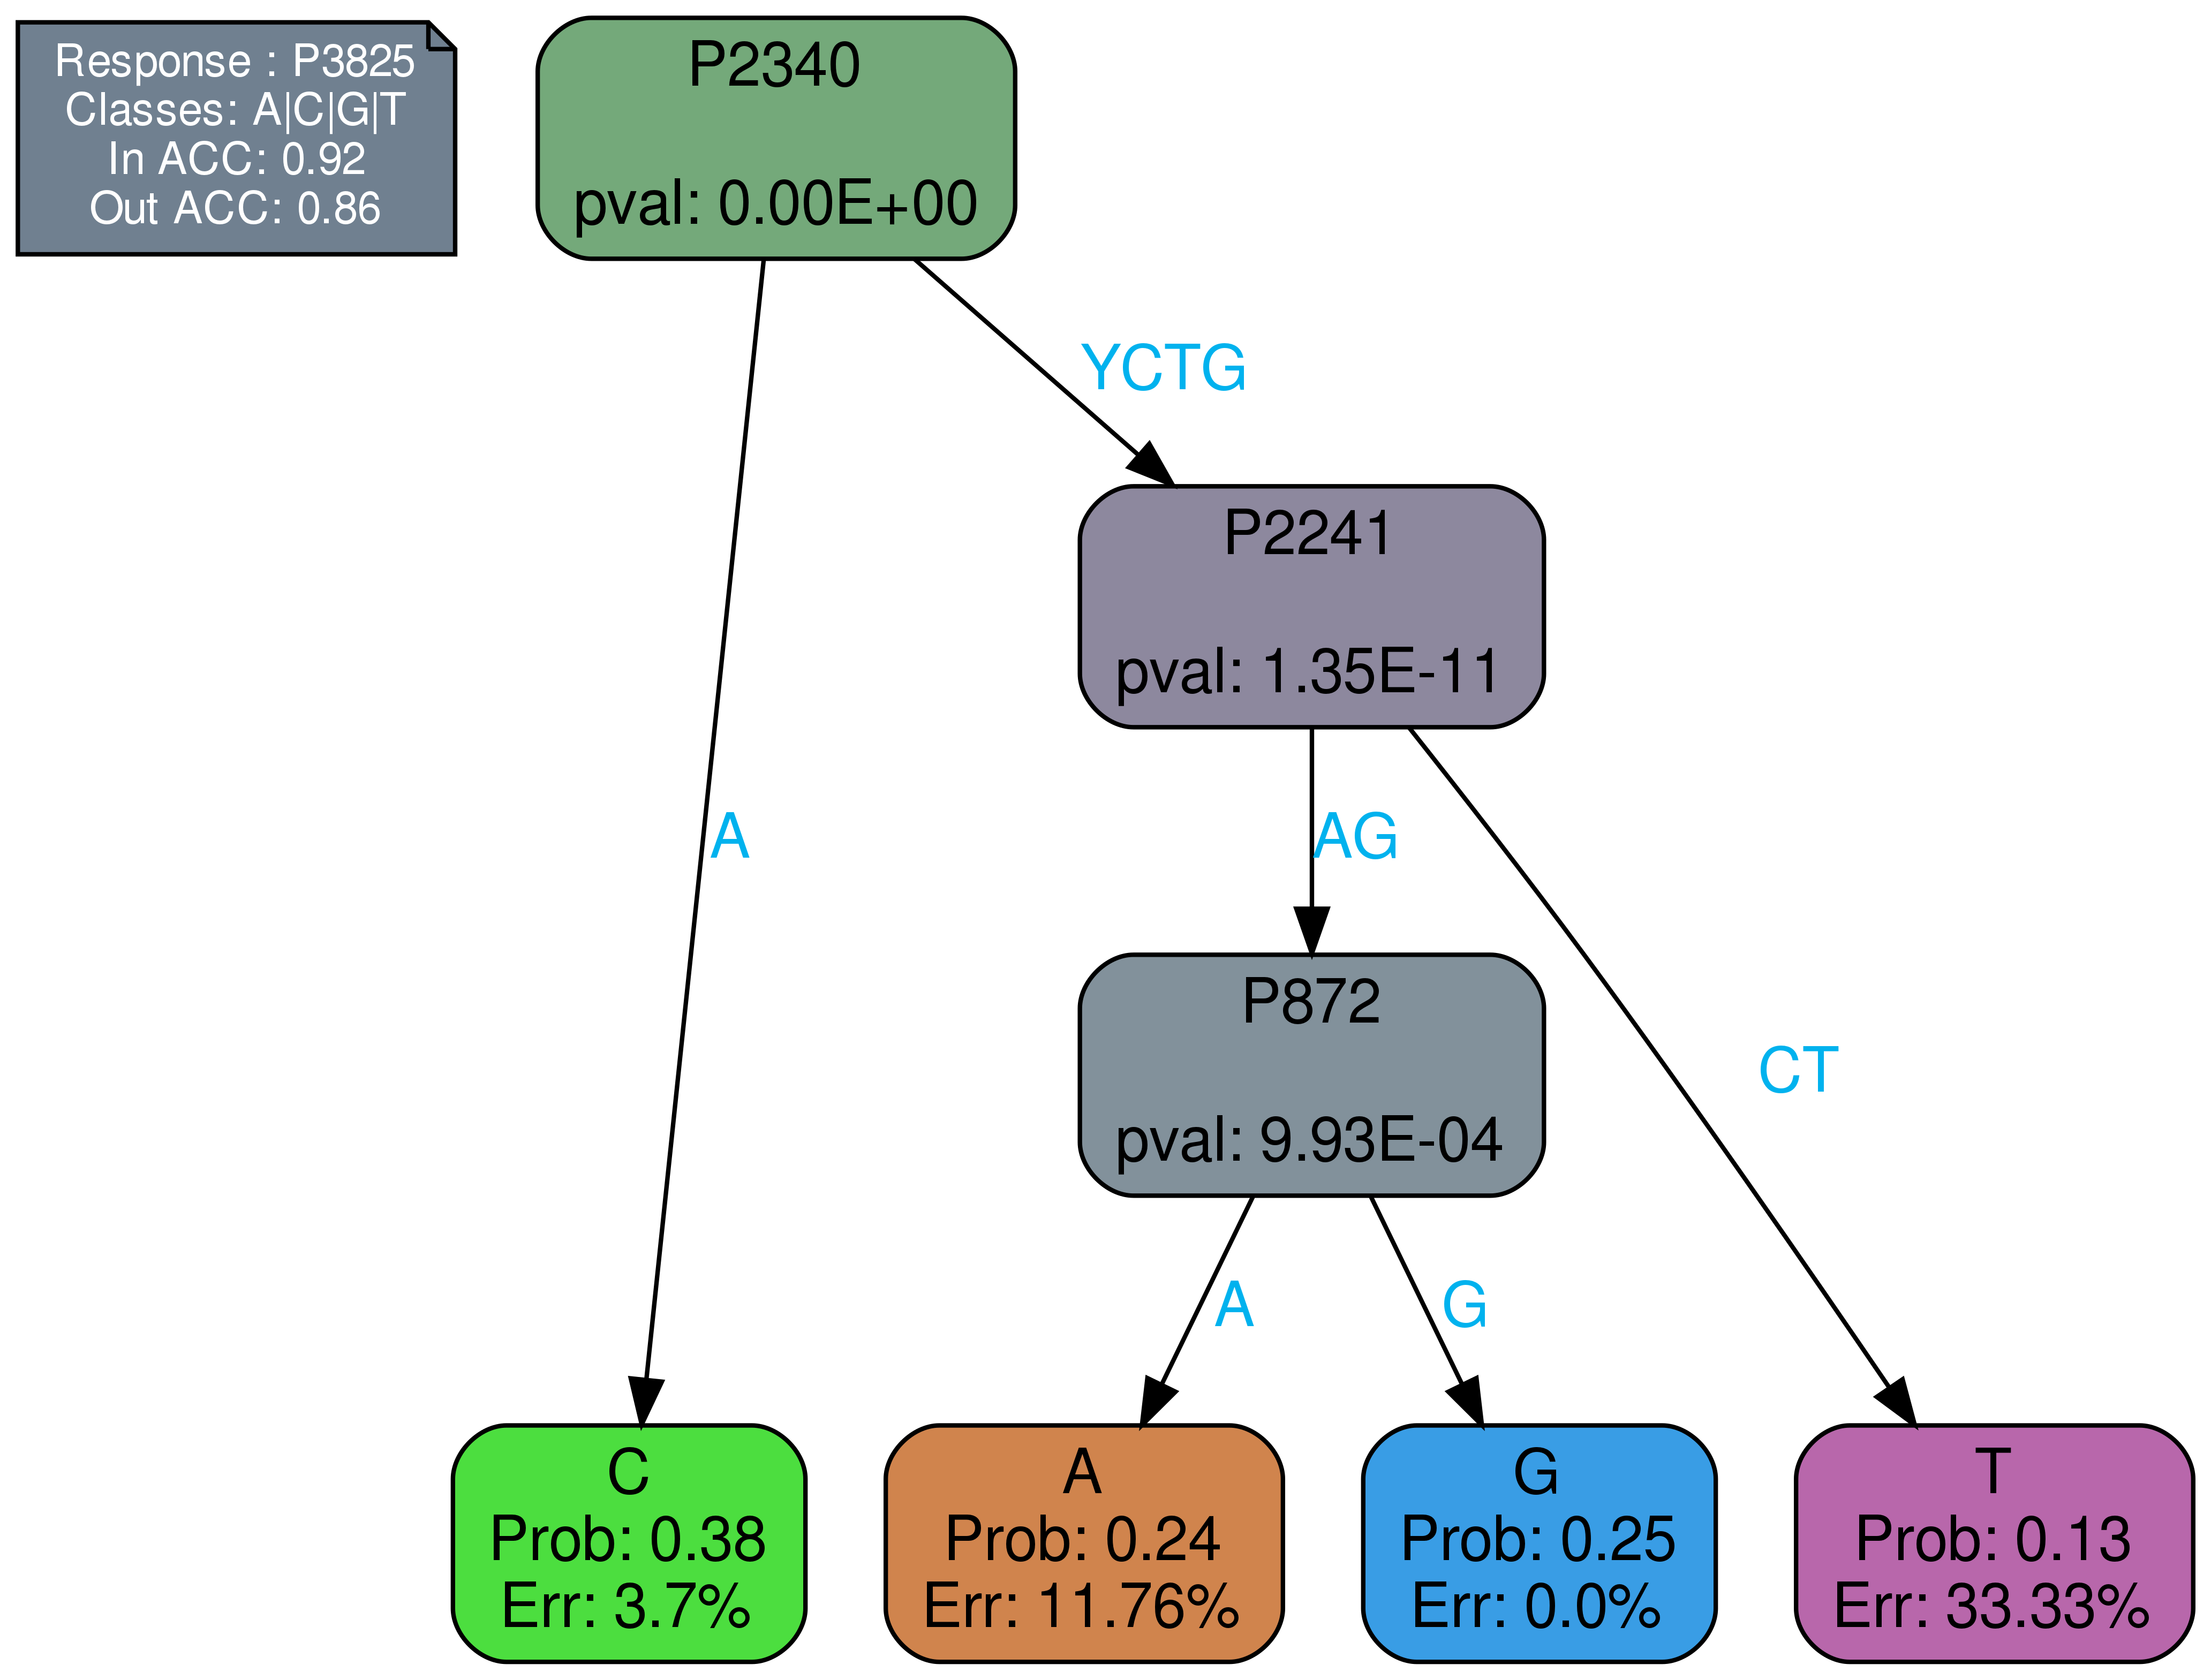 Response : P3825
Classes: A|C|G|T
In ACC: 0.92
Out ACC: 0.86
P2340
pval: 0.00E+00
YCTG
P2241
pval: 1.35E-11
A
AG
P872
pval: 9.93E-04
CT
A
G
C
Prob: 0.38
Err: 3.7%
A
Prob: 0.24
Err: 11.76%
G
Prob: 0.25
Err: 0.0%
T
Prob: 0.13
Err: 33.33%